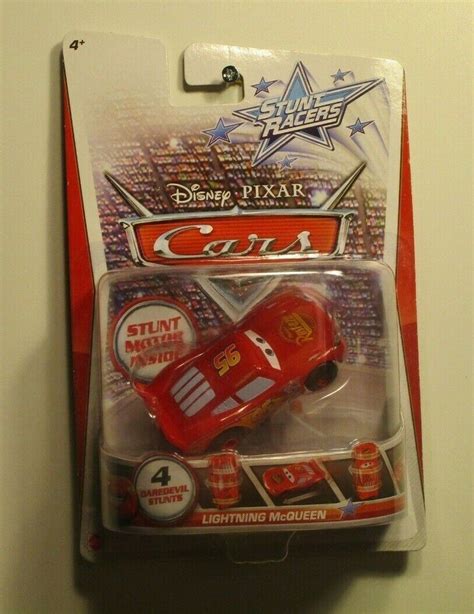 4+
STUNT
RACERS
Disney PIXAR
Cars
STUNT
MOTOR
INSIDE
95
4
DAREDEVIL
STUNTS
LIGHTNING McQUEEN